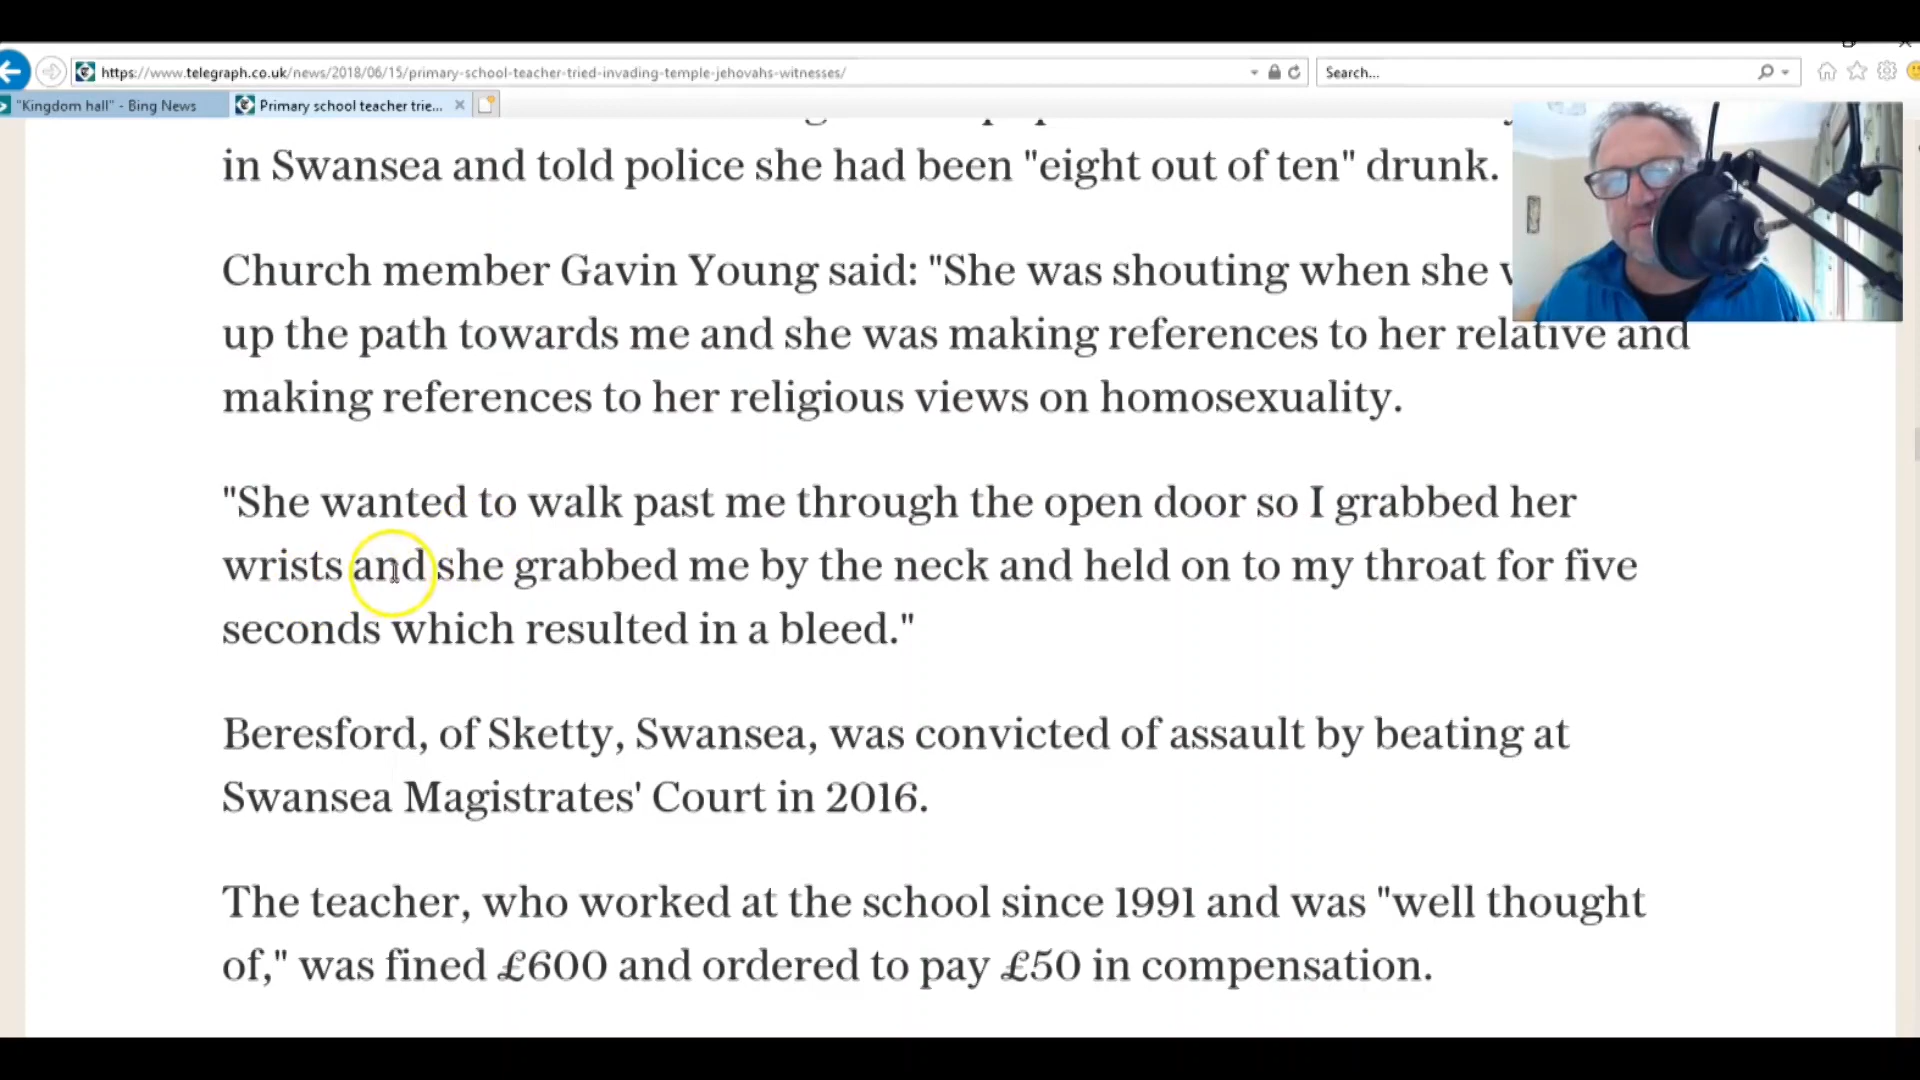 https://www.telegraph.co.uk/news/2018/06/15/primary-school-teacher-tried-invading-temple-jehovahs-witnesses/
Search...
"Kingdom hall" - Bing News
Primary school teacher trie...
in Swansea and told police she had been "eight out of ten" drunk.
Church member Gavin Young said: "She was shouting when she
up the path towards me and she was making references to her relative and
making references to her religious views on homosexuality.
"She wanted to walk past me through the open door so I grabbed her
wrists and she grabbed me by the neck and held on to my throat for five
seconds which resulted in a bleed."
Beresford, of Sketty, Swansea, was convicted of assault by beating at
Swansea Magistrates' Court in 2016.
The teacher, who worked at the school since 1991 and was "well thought
of," was fined £600 and ordered to pay £50 in compensation.